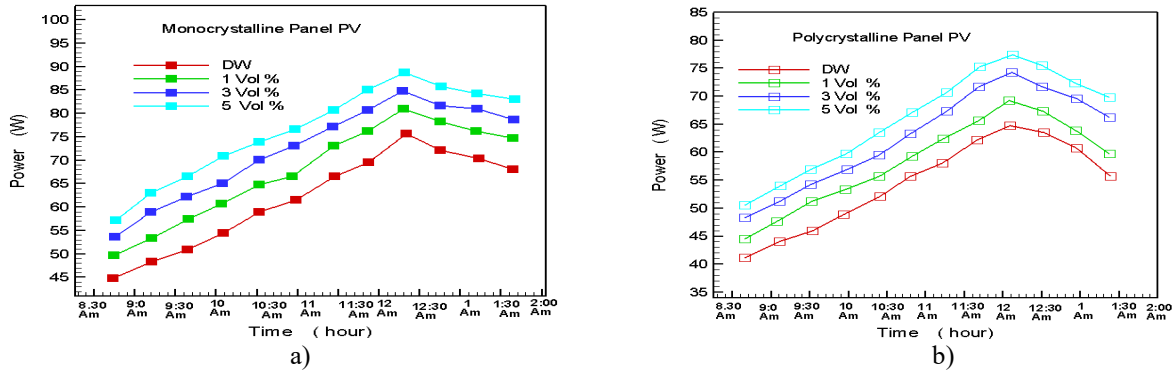 Monocrystalline Panel PV
DW
1 Vol %
3 Vol %
5 Vol %
Power (W)
100
95
90
85
80
75
70
65
60
55
50
45
8.30 Am
9:0 Am
9:30 Am
10 Am
10:30 Am
11 Am
11:30 Am
12 Am
12:30 Am
1 Am
1:30 Am
2:00 Am
Time ( hour)
a)
Polycrystalline Panel PV
DW
1 Vol %
3 Vol %
5 Vol %
Power (W)
85
80
75
70
65
60
55
50
45
40
35
8.30 Am
9:0 Am
9:30 Am
10 Am
10:30 Am
11 Am
11:30 Am
12 Am
12:30 Am
1 Am
1:30 Am
2:00 Am
Time ( hour)
b)